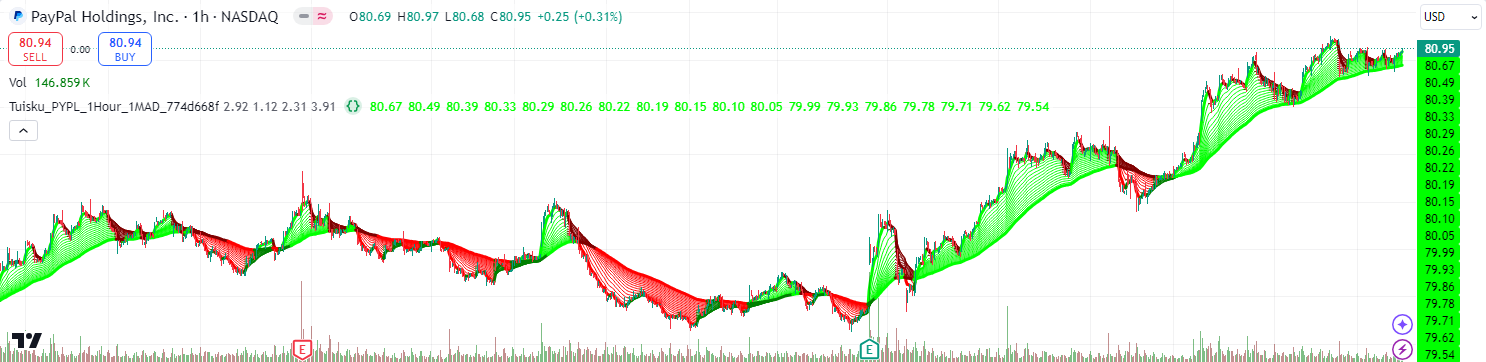 PayPal Holdings, Inc. · 1h · NASDAQ O80.69 H80.97 L80.68 C80.95 +0.25 (+0.31%)
USD
80.94 SELL
0.00
80.94 BUY
Vol 146.859 K
Tuisku_PYPL_1Hour_1MAD_774d668f 2.92 1.12 2.31 3.91 80.67 80.49 80.39 80.33 80.29 80.26 80.22 80.19 80.15 80.10 80.05 79.99 79.93 79.86 79.78 79.71 79.62 79.54
80.95
80.67
80.49
80.39
80.33
80.29
80.26
80.22
80.19
80.15
80.10
80.05
79.99
79.93
79.86
79.78
79.71
79.62
79.54
E
E